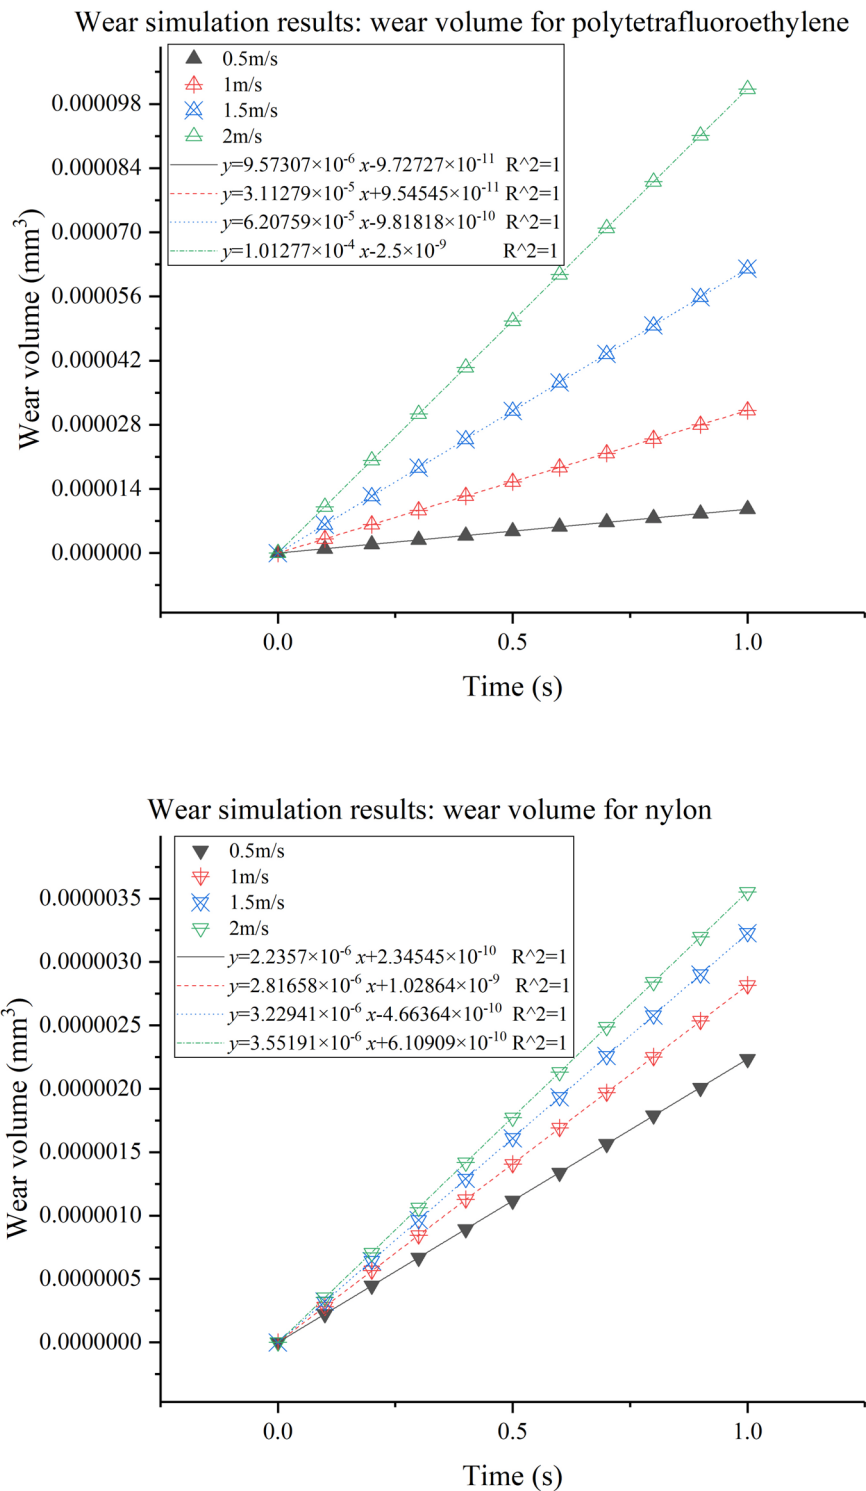 Wear simulation results: wear volume for polytetrafluoroethylene
0.5m/s
1m/s
1.5m/s
2m/s
y=9.57307×10⁻⁶ x-9.72727×10⁻¹¹ R^2=1
y=3.11279×10⁻⁵ x+9.54545×10⁻¹¹ R^2=1
y=6.20759×10⁻⁵ x-9.81818×10⁻¹⁰ R^2=1
y=1.01277×10⁻⁴ x-2.5×10⁻⁹ R^2=1
Wear volume (mm³)
0.000098
0.000084
0.000070
0.000056
0.000042
0.000028
0.000014
0.000000
0.0 0.5 1.0
Time (s)
Wear simulation results: wear volume for nylon
0.5m/s
1m/s
1.5m/s
2m/s
y=2.2357×10⁻⁶ x+2.34545×10⁻¹⁰ R^2=1
y=2.81658×10⁻⁶ x+1.02864×10⁻⁹ R^2=1
y=3.22941×10⁻⁶ x-4.66364×10⁻¹⁰ R^2=1
y=3.55191×10⁻⁶ x+6.10909×10⁻¹⁰ R^2=1
Wear volume (mm³)
0.0000035
0.0000030
0.0000025
0.0000020
0.0000015
0.0000010
0.0000005
0.0000000
0.0 0.5 1.0
Time (s)